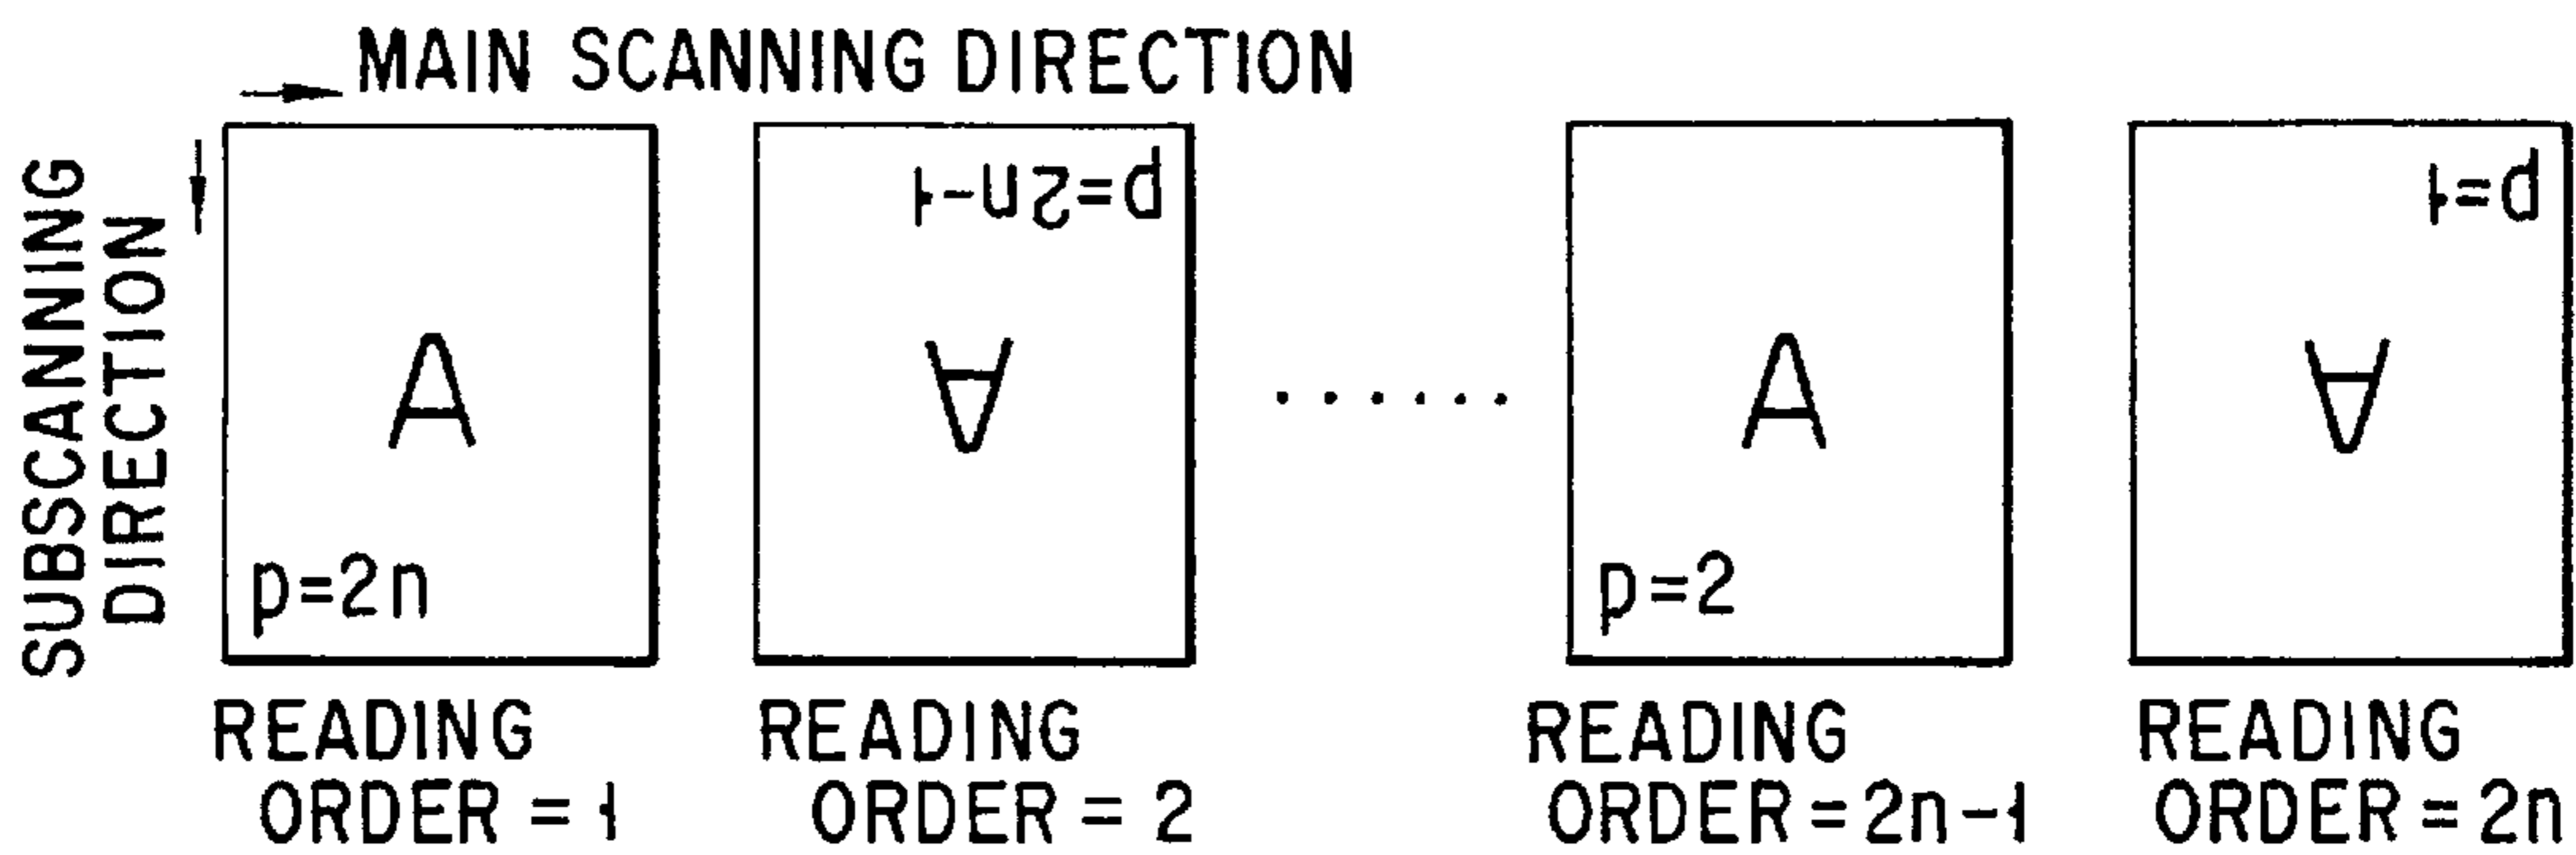 MAIN SCANNING DIRECTION
SUBSCANNING
DIRECTION
A
p=2n
READING
ORDER = 1
p=2n-1
A
READING
ORDER = 2
......
A
p=2
READING
ORDER = 2n-1
p=1
A
READING
ORDER = 2n